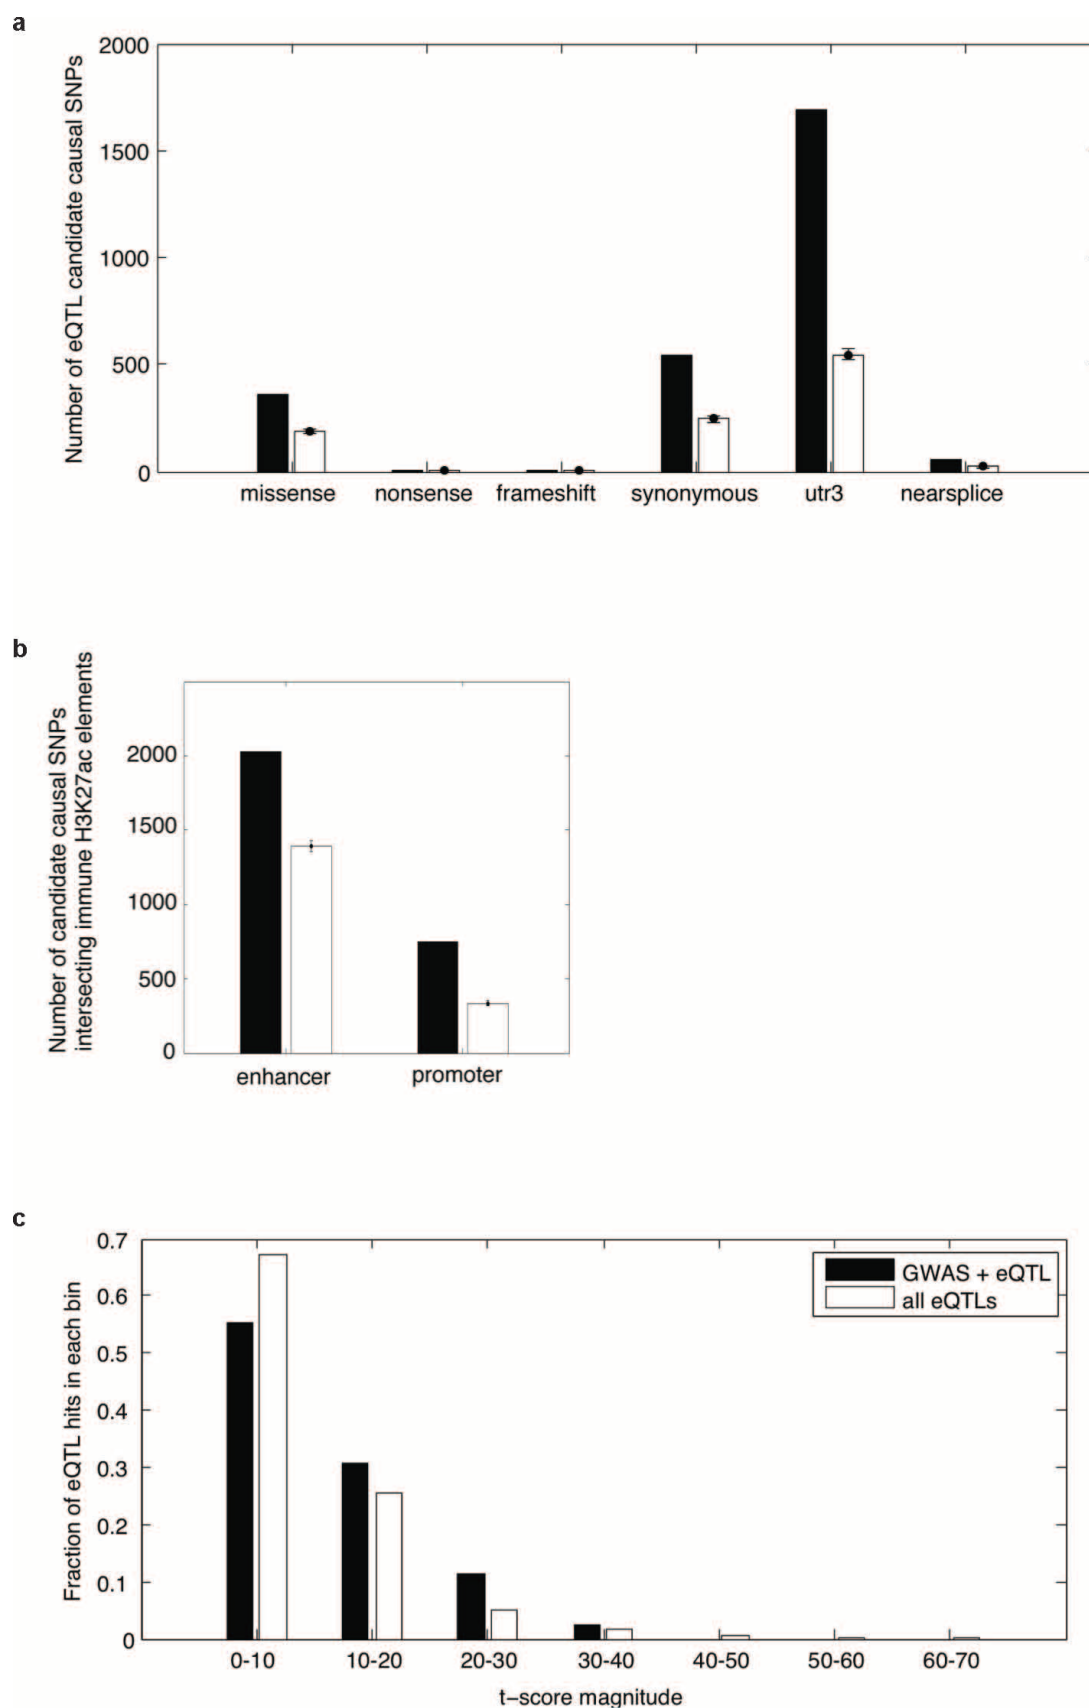 a
Number of eQTL candidate causal SNPs
2000
1500
1000
500
0
missense nonsense frameshift synonymous utr3 nearsplice
b
Number of candidate causal SNPs
intersecting immune H3K27ac elements
2000
1500
1000
500
0
enhancer promoter
c
Fraction of eQTL hits in each bin
0.7
0.6
0.5
0.4
0.3
0.2
0.1
0
GWAS + eQTL
all eQTLs
0-10 10-20 20-30 30-40 40-50 50-60 60-70
t-score magnitude